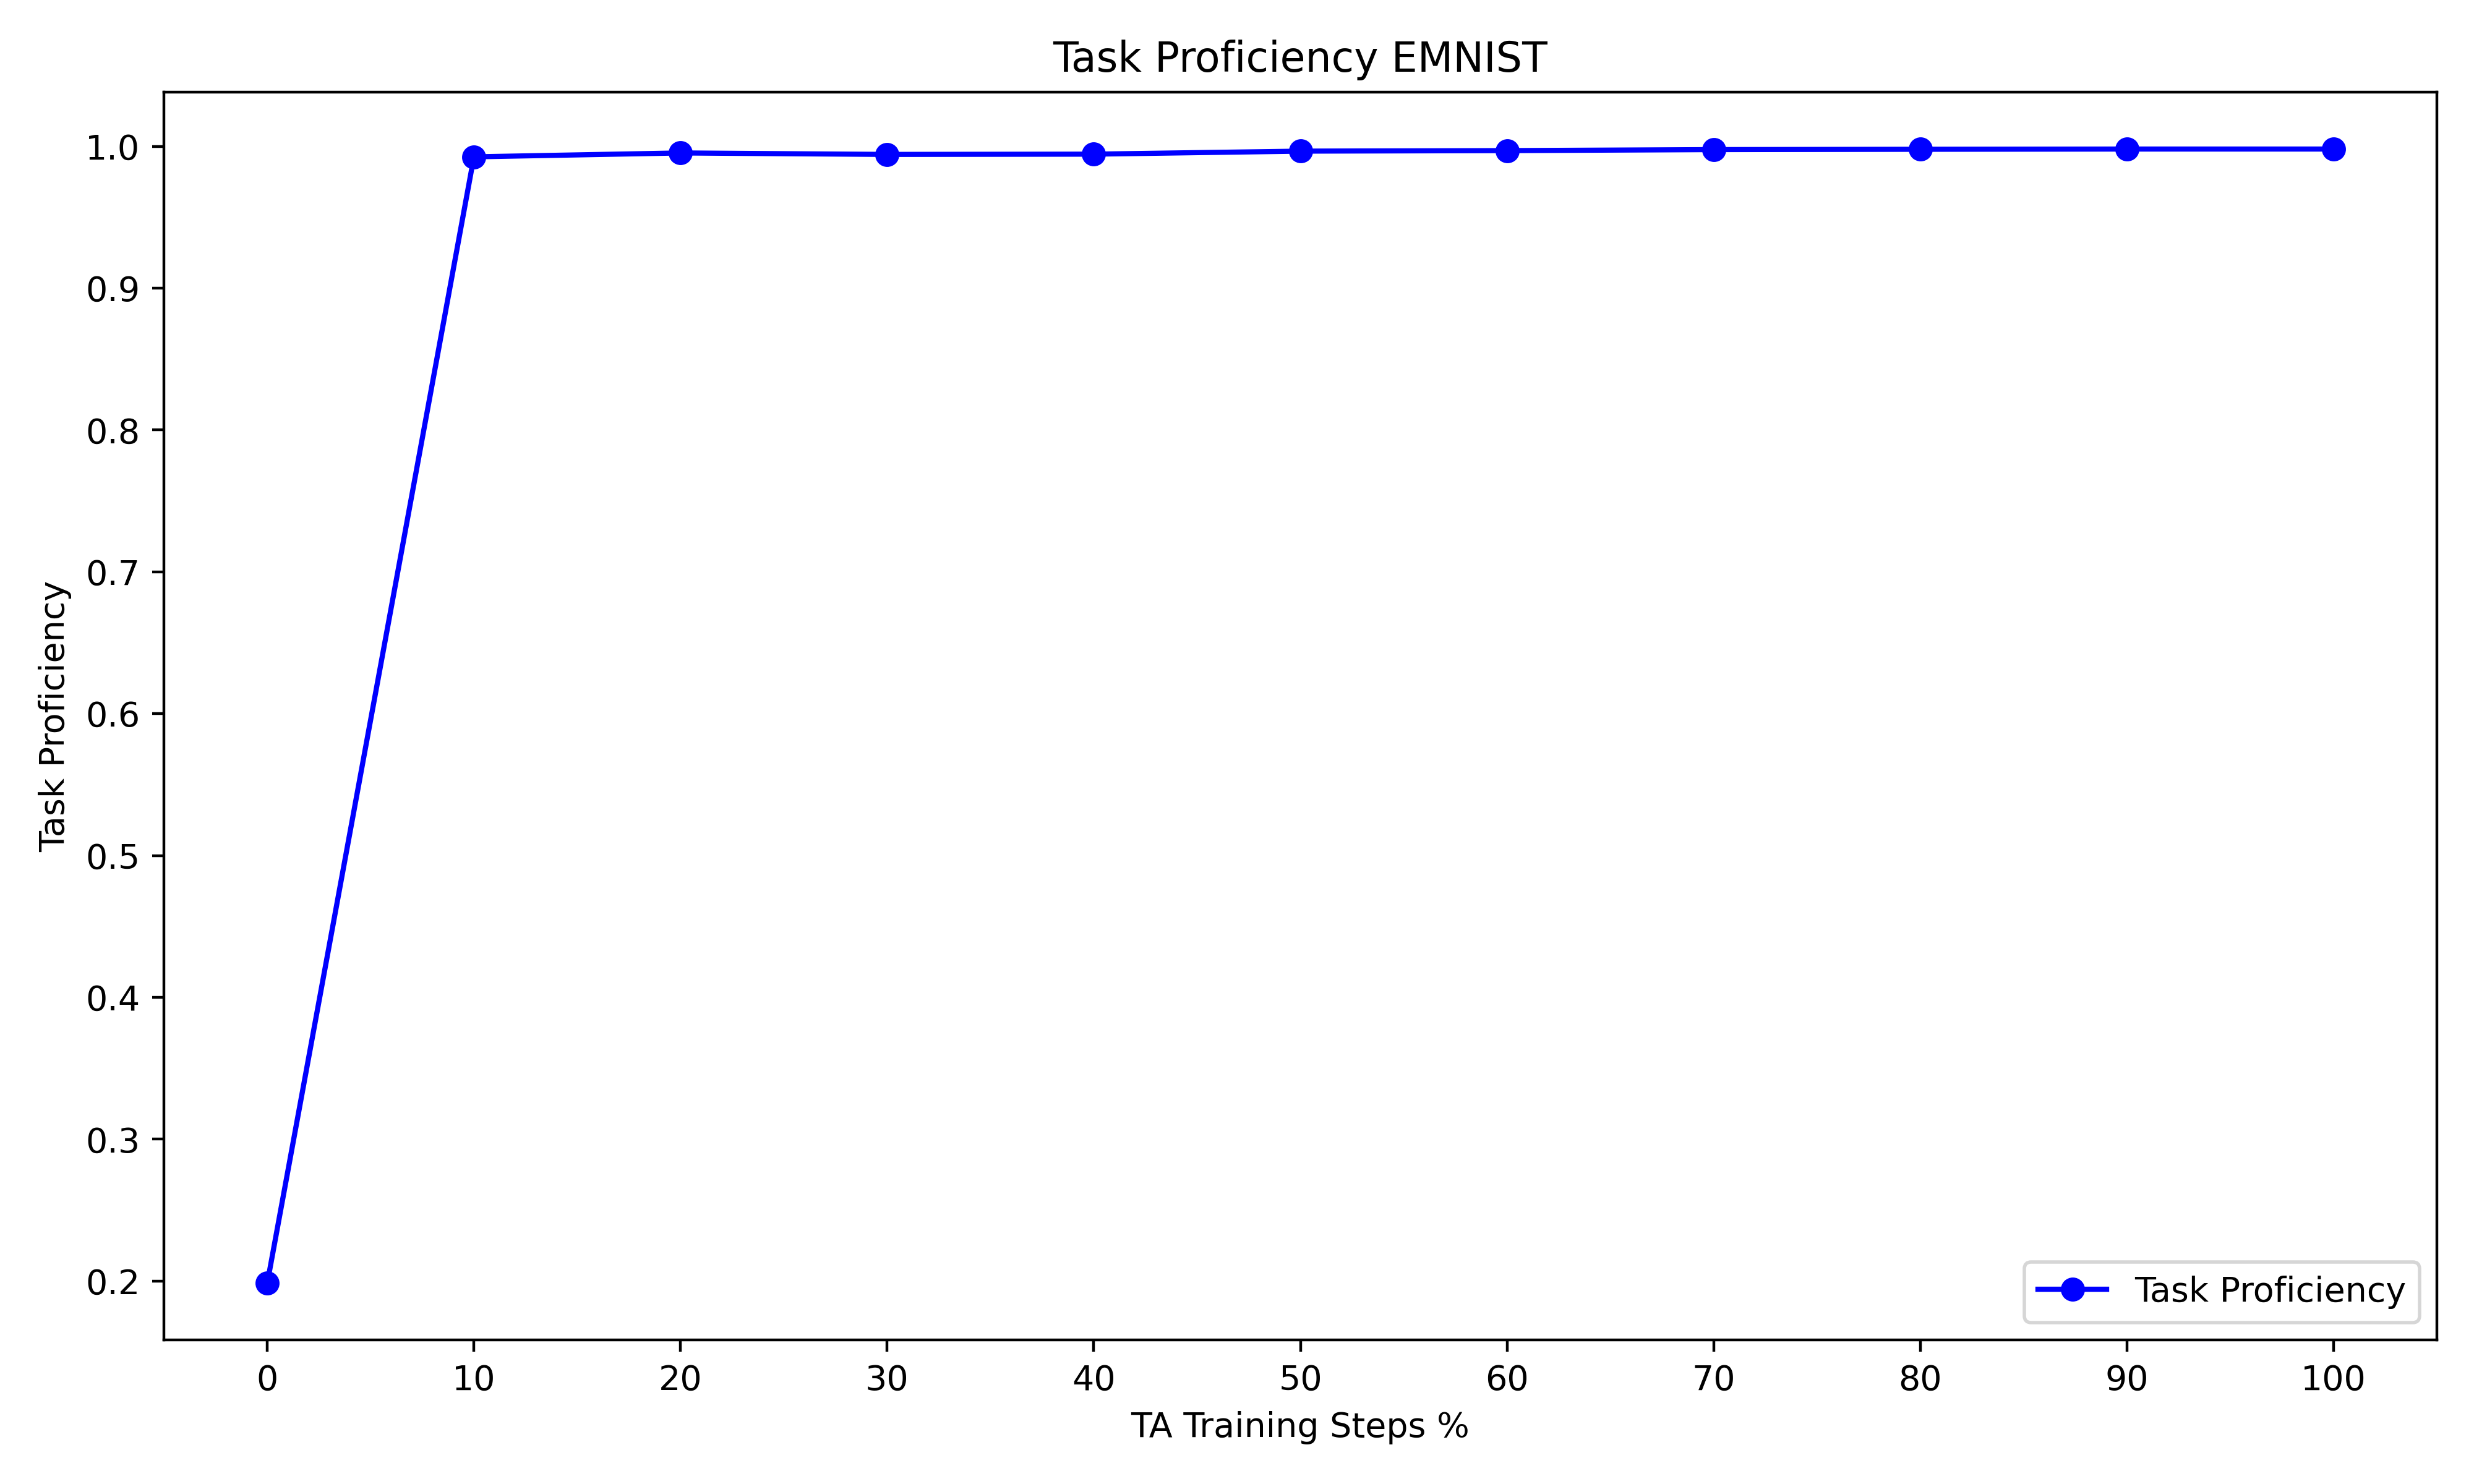 Task Proficiency EMNIST
1.0
0.9
0.8
0.7
0.6
0.5
0.4
0.3
0.2
Task Proficiency
Task Proficiency
0 10 20 30 40 50 60 70 80 90 100
TA Training Steps %